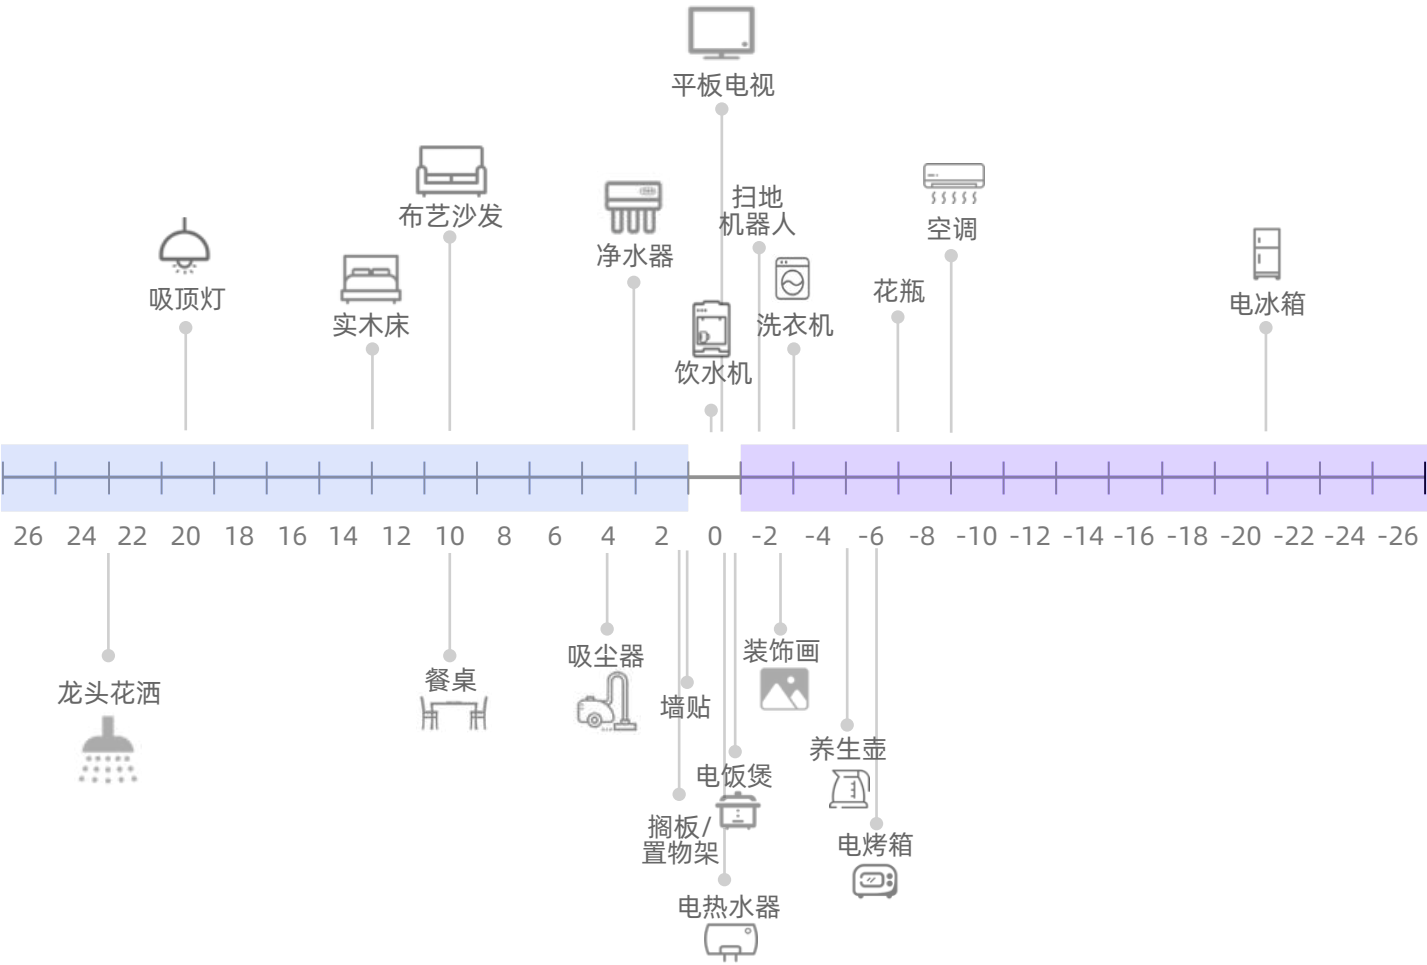 平板电视
扫地
机器人
布艺沙发
空调
净水器
吸顶灯
花瓶
电冰箱
实木床
洗衣机
饮水机
26 24 22 20 18 16 14 12 10 8 6 4 2 0 -2 -4 -6 -8 -10 -12 -14 -16 -18 -20 -22 -24 -26
吸尘器
装饰画
餐桌
龙头花洒
墙贴
养生壶
电饭煲
搁板/
置物架
电烤箱
电热水器